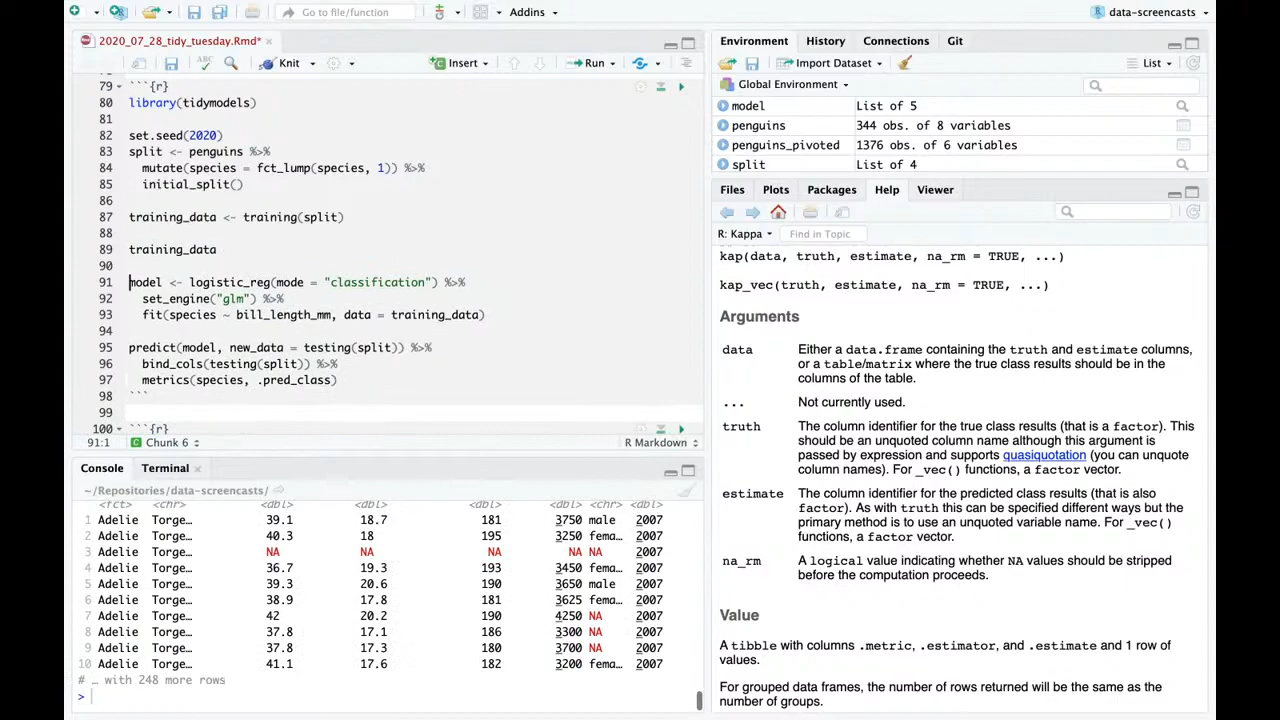 Go to file/function
Addins
data-screencasts
2020_07_28_tidy_tuesday.Rmd*
ABC
Knit
Insert
Run
79 ```{r}
80 library(tidymodels)
81
82 set.seed(2020)
83 split <- penguins %>%
84 mutate(species = fct_lump(species, 1)) %>%
85 initial_split()
86
87 training_data <- training(split)
88
89 training_data
90
91 model <- logistic_reg(mode = "classification") %>%
92 set_engine("glm") %>%
93 fit(species ~ bill_length_mm, data = training_data)
94
95 predict(model, new_data = testing(split)) %>%
96 bind_cols(testing(split)) %>%
97 metrics(species, .pred_class)
98 ```
99
100 ```{r}
91:1
Chunk 6
R Markdown
Console
Terminal
~/Repositories/data-screencasts/
<fct> <chr> <dbl> <dbl> <dbl> <dbl> <chr> <dbl>
1 Adelie Torge… 39.1 18.7 181 3750 male 2007
2 Adelie Torge… 40.3 18 195 3250 fema… 2007
3 Adelie Torge… NA NA NA NA NA 2007
4 Adelie Torge… 36.7 19.3 193 3450 fema… 2007
5 Adelie Torge… 39.3 20.6 190 3650 male 2007
6 Adelie Torge… 38.9 17.8 181 3625 fema… 2007
7 Adelie Torge… 42 20.2 190 4250 NA 2007
8 Adelie Torge… 37.8 17.1 186 3300 NA 2007
9 Adelie Torge… 37.8 17.3 180 3700 NA 2007
10 Adelie Torge… 41.1 17.6 182 3200 fema… 2007
# … with 248 more rows
>
Environment
History
Connections
Git
Import Dataset
List
Global Environment
model List of 5
penguins 344 obs. of 8 variables
penguins_pivoted 1376 obs. of 6 variables
split List of 4
Files
Plots
Packages
Help
Viewer
R: Kappa
Find in Topic
kap(data, truth, estimate, na_rm = TRUE, ...)
kap_vec(truth, estimate, na_rm = TRUE, ...)
Arguments
data Either a data.frame containing the truth and estimate columns,
or a table/matrix where the true class results should be in the
columns of the table.
... Not currently used.
truth The column identifier for the true class results (that is a factor). This
should be an unquoted column name although this argument is
passed by expression and supports quasiquotation (you can unquote
column names). For _vec() functions, a factor vector.
estimate The column identifier for the predicted class results (that is also
factor). As with truth this can be specified different ways but the
primary method is to use an unquoted variable name. For _vec()
functions, a factor vector.
na_rm A logical value indicating whether NA values should be stripped
before the computation proceeds.
Value
A tibble with columns .metric, .estimator, and .estimate and 1 row of
values.
For grouped data frames, the number of rows returned will be the same as the
number of groups.